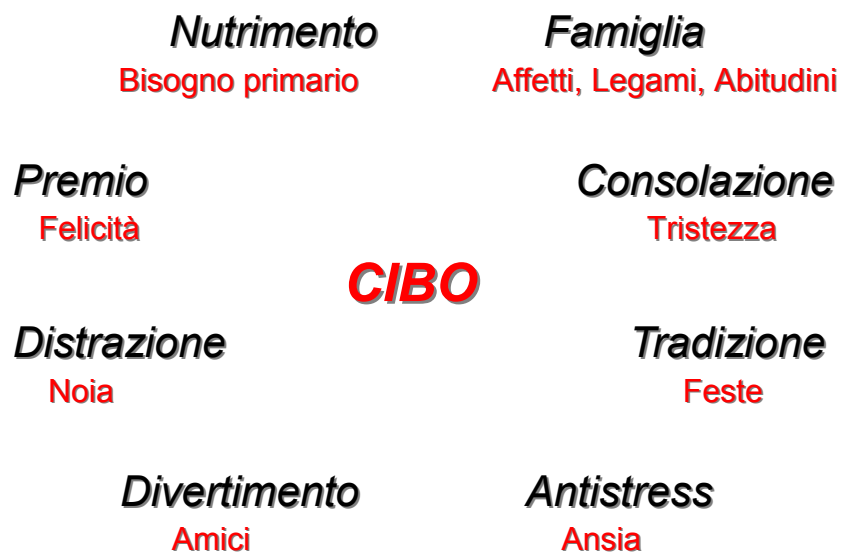 Nutrimento Famiglia
Bisogno primario Affetti, Legami, Abitudini
Premio Consolazione
Felicità Tristezza
CIBO
Distrazione Tradizione
Noia Feste
Divertimento Antistress
Amici Ansia